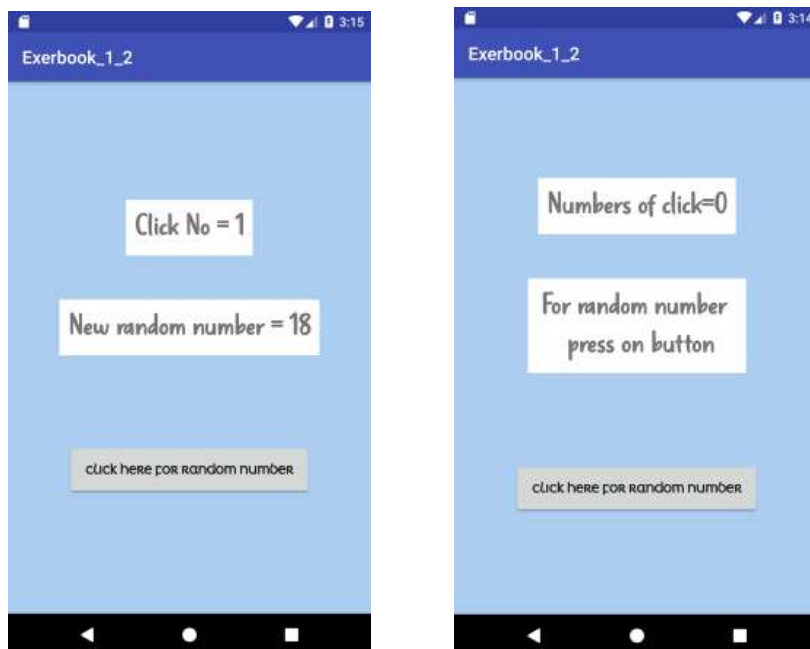 3:15
Exerbook_1_2
Click No = 1
New random number = 18
click here for random number
3:14
Exerbook_1_2
Numbers of click=0
For random number
press on button
click here for random number